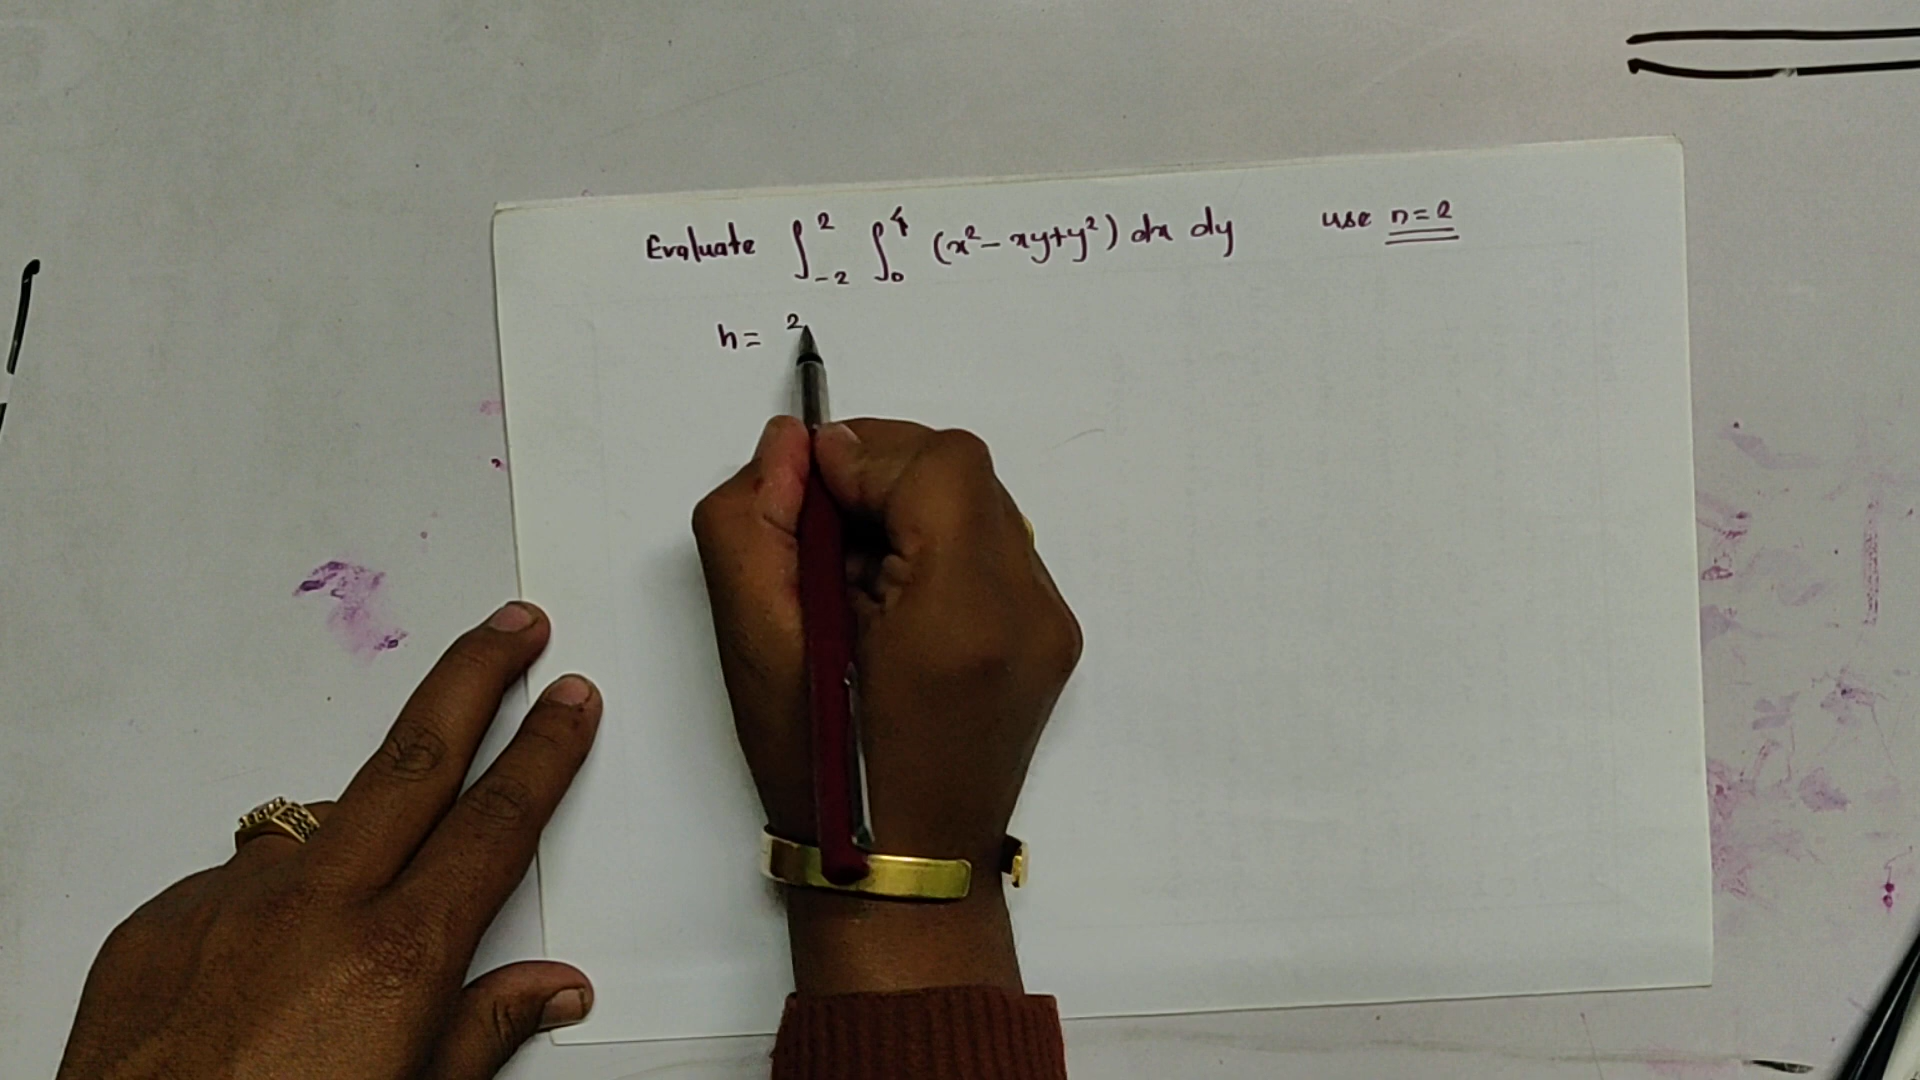 Evaluate ∫₋₂² ∫₀⁴ (x² - xy + y²) dx dy use n = 2
h = 2